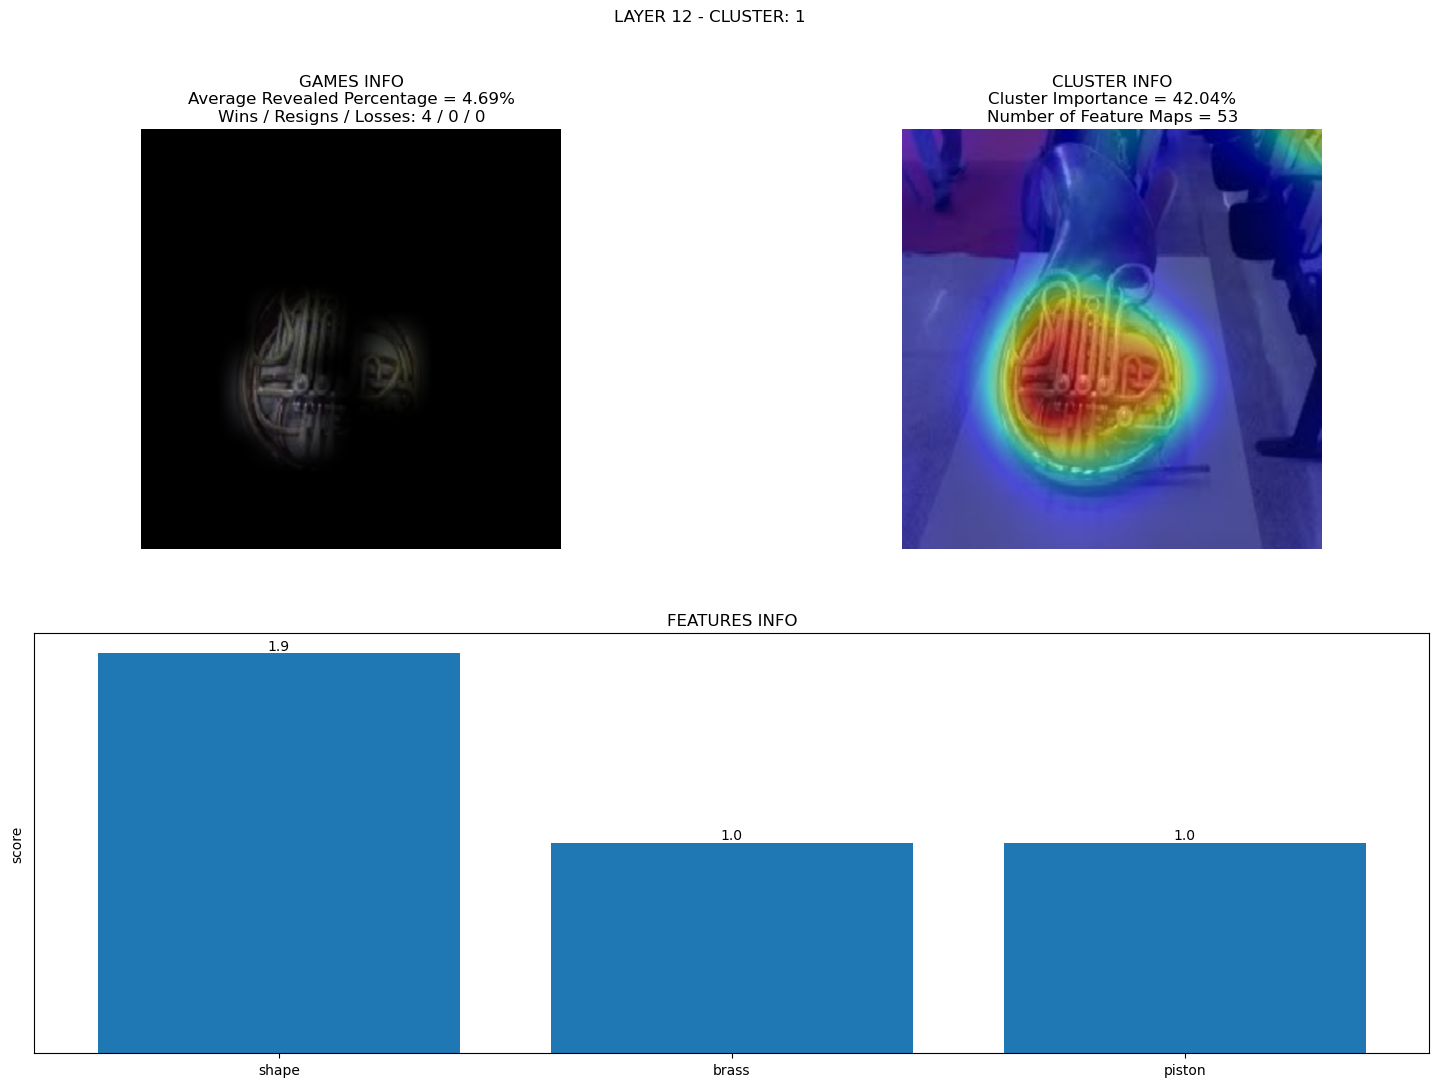 LAYER 12 - CLUSTER: 1
GAMES INFO
Average Revealed Percentage = 4.69%
Wins / Resigns / Losses: 4 / 0 / 0
CLUSTER INFO
Cluster Importance = 42.04%
Number of Feature Maps = 53
FEATURES INFO
1.9
1.0
1.0
score
shape
brass
piston